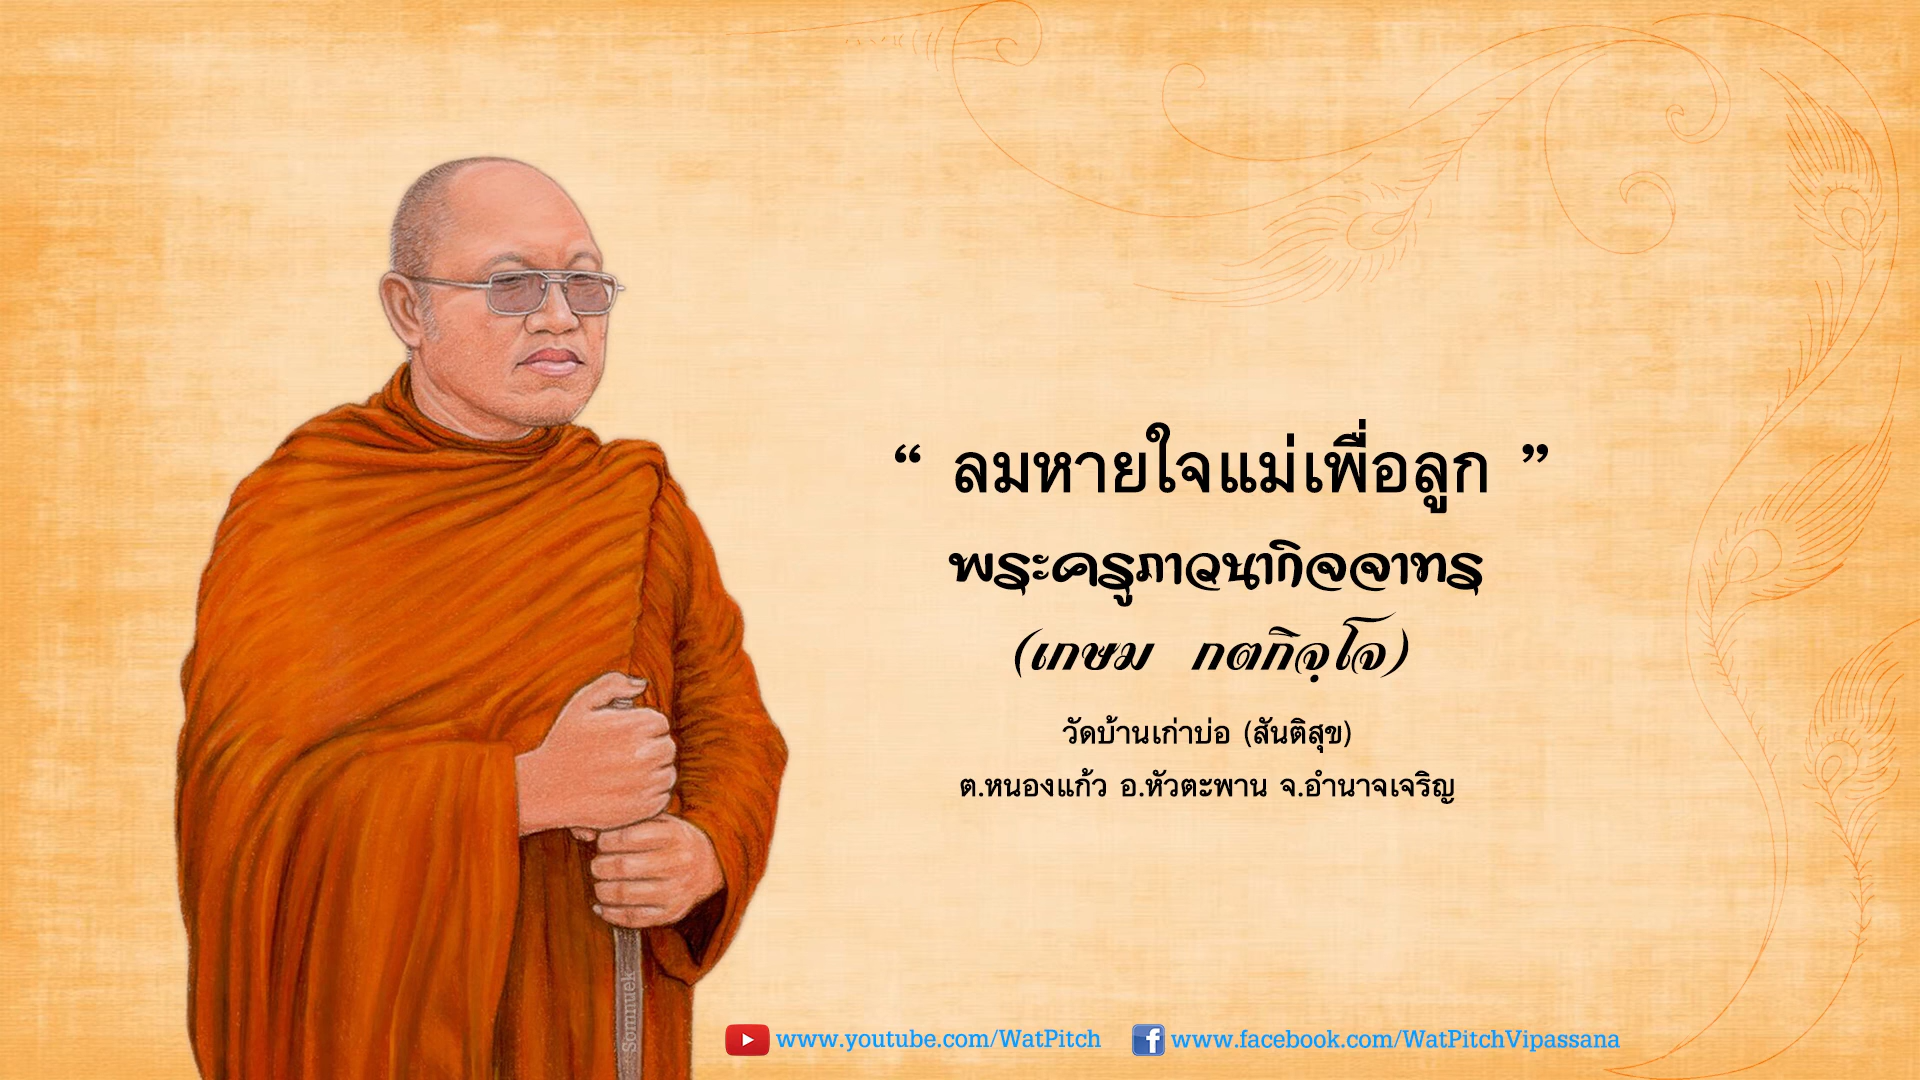 “ ลมหายใจแม่เพื่อลูก ”
พระครูภาวนากิจจาทร
(เกษม กตกิจฺโจ)
วัดบ้านเก่าบ่อ (สันติสุข)
ต.หนองแก้ว อ.หัวตะพาน จ.อำนาจเจริญ
Somnuek
www.youtube.com/WatPitch www.facebook.com/WatPitchVipassana